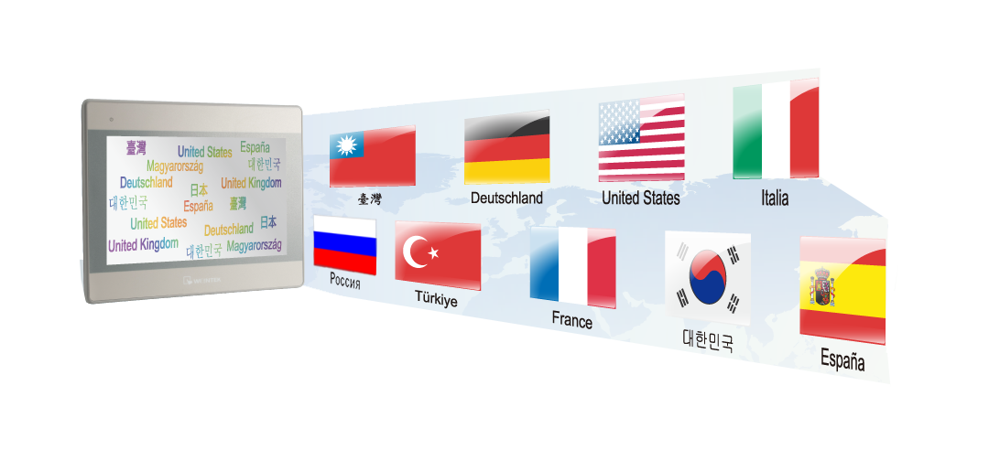 臺灣 United States España
Magyarország 대한민국
Deutschland 日本 United Kingdom
대한민국 España 臺灣
United States Deutschland 日本
United Kingdom 대한민국 Magyarország
臺灣 Deutschland United States Italia
Россия Türkiye France 대한민국 España